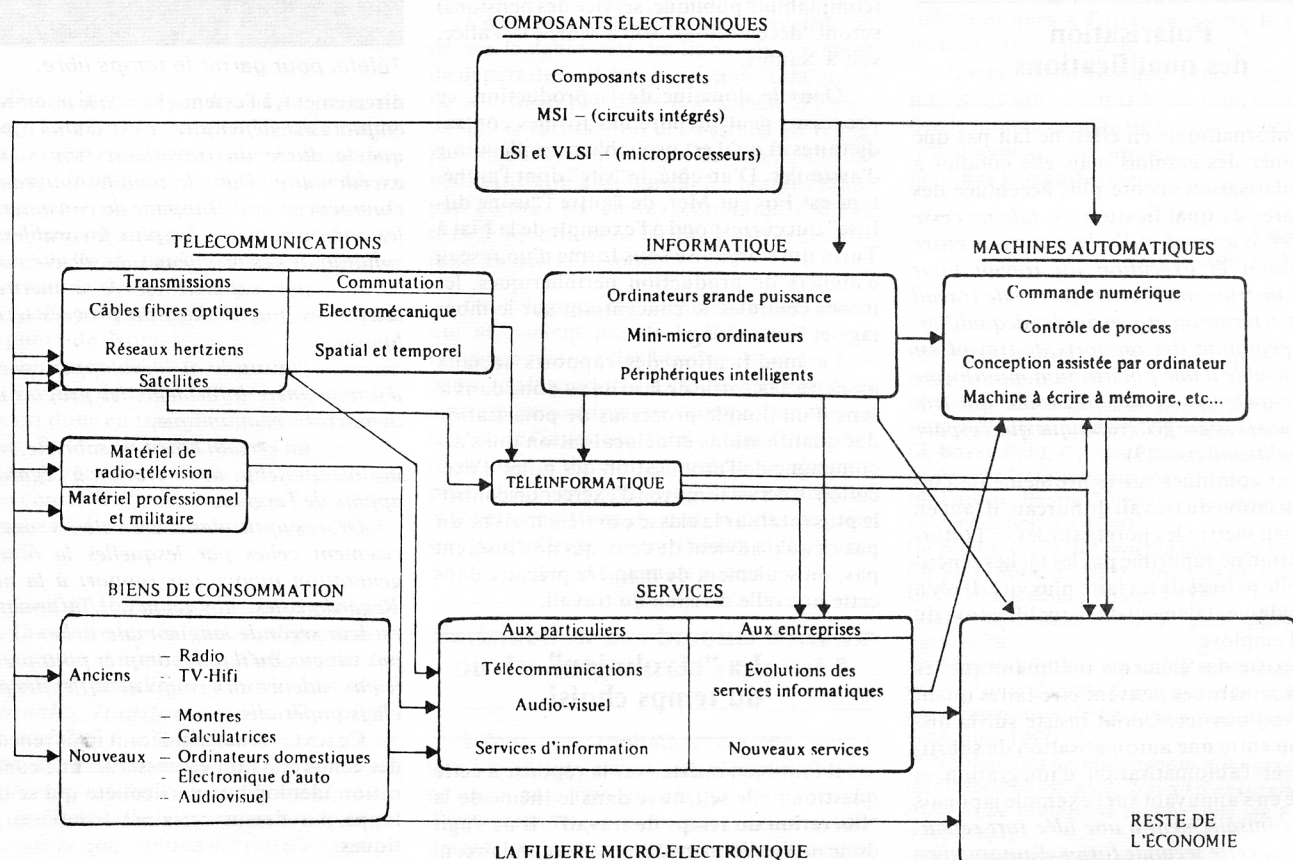 COMPOSANTS ÉLECTRONIQUES
Composants discrets
MSI – (circuits intégrés)
LSI et VLSI – (microprocesseurs)
TÉLÉCOMMUNICATIONS
Transmissions
Commutation
Câbles fibres optiques
Electromécanique
Réseaux hertziens
Spatial et temporel
Satellites
INFORMATIQUE
Ordinateurs grande puissance
Mini-micro ordinateurs
Périphériques intelligents
MACHINES AUTOMATIQUES
Commande numérique
Contrôle de process
Conception assistée par ordinateur
Machine à écrire à mémoire, etc...
Matériel de
radio-télévision
Matériel professionnel
et militaire
TÉLÉINFORMATIQUE
BIENS DE CONSOMMATION
Anciens
– Radio
– TV-Hifi
Nouveaux
– Montres
– Calculatrices
– Ordinateurs domestiques
– Électronique d'auto
– Audiovisuel
SERVICES
Aux particuliers
Aux entreprises
Télécommunications
Audio-visuel
Services d'information
Évolutions des
services informatiques
Nouveaux services
RESTE DE
L'ÉCONOMIE
LA FILIERE MICRO-ELECTRONIQUE